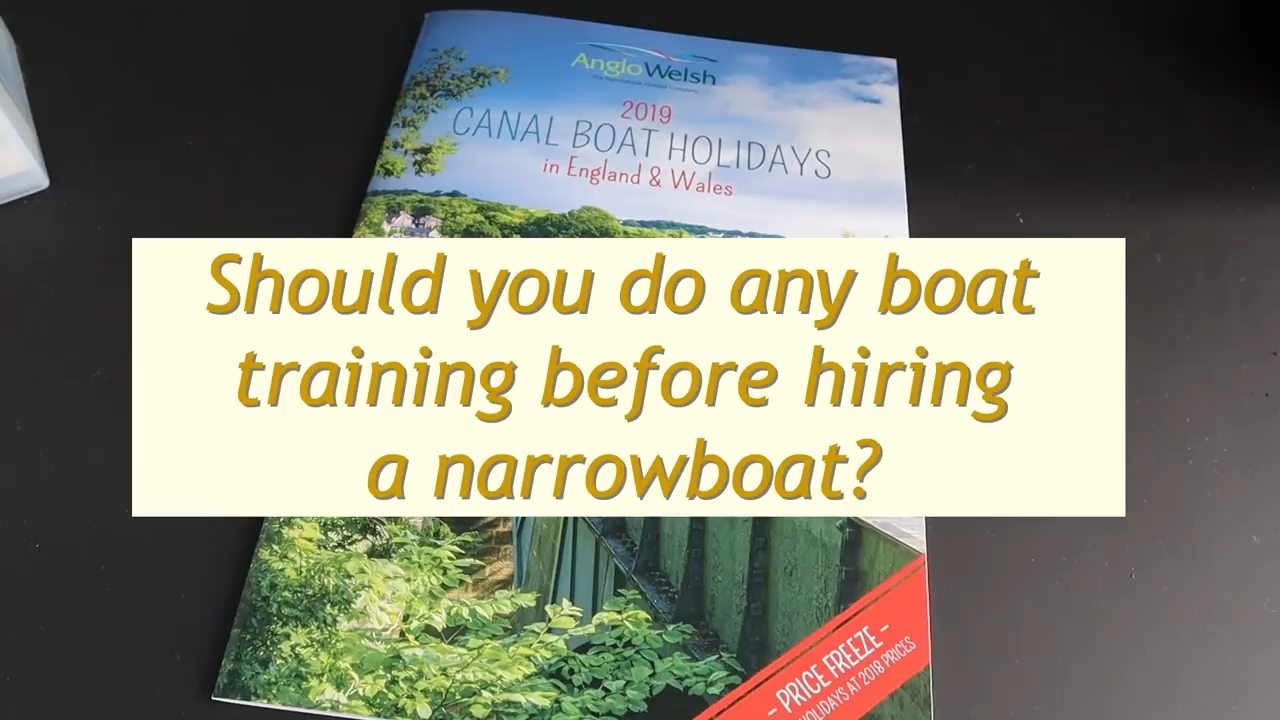 AngloWelsh
2019
CANAL BOAT HOLIDAYS
in England & Wales
Should you do any boat
training before hiring
a narrowboat?
- PRICE FREEZE -
HOLIDAYS AT 2018 PRICES